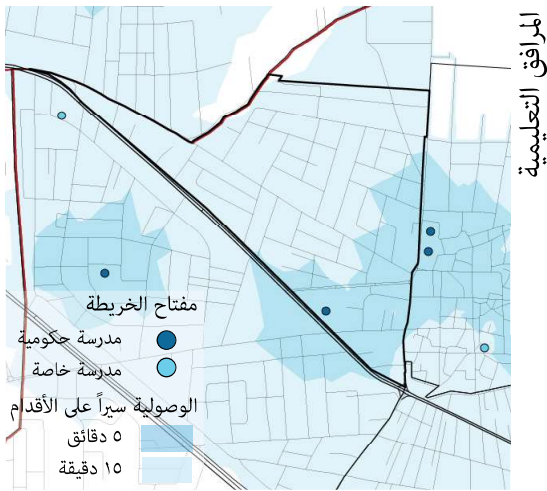 المرافق التعليمية
مفتاح الخريطة
مدرسة حكومية
مدرسة خاصة
الوصولية سيراً على الأقدام
٥ دقائق
١٥ دقيقة